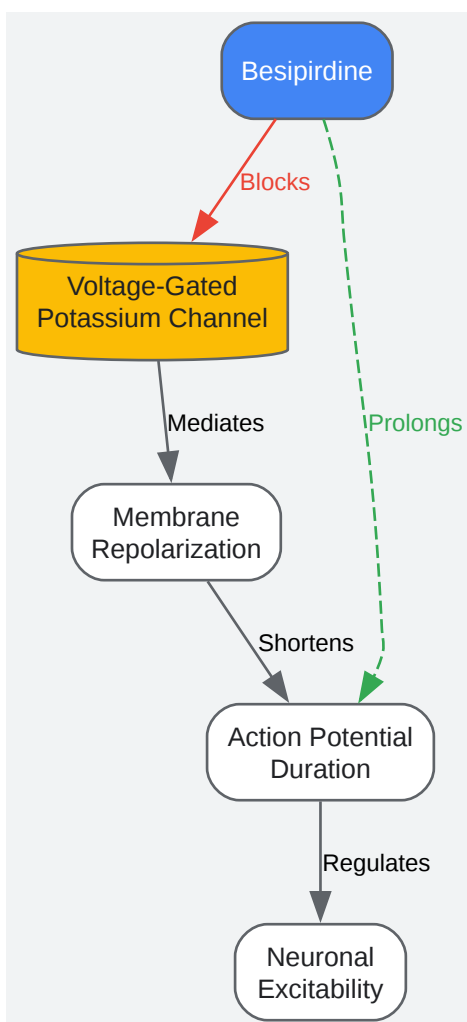 Besipirdine
Blocks
Voltage-Gated
Potassium Channel
Mediates
Prolongs
Membrane
Repolarization
Shortens
Action Potential
Duration
Regulates
Neuronal
Excitability